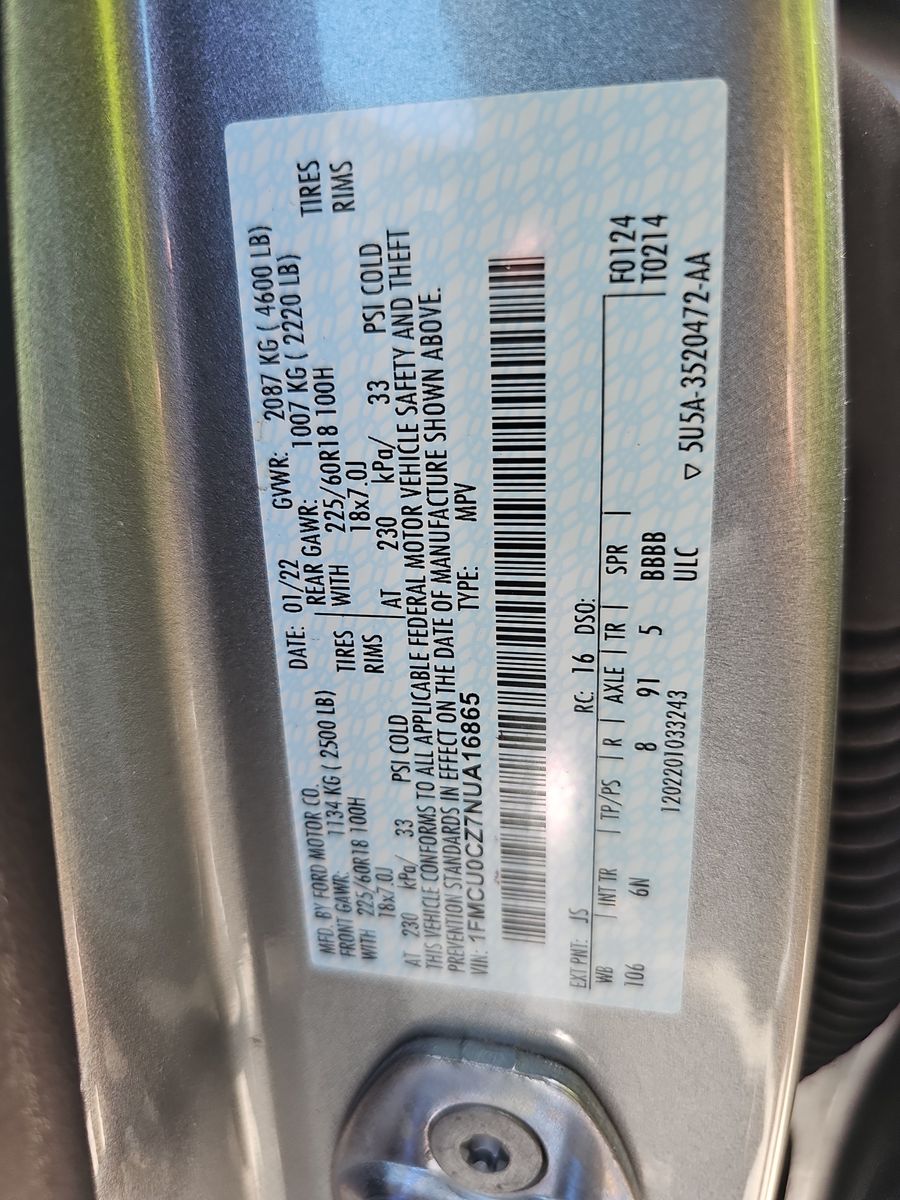 MFD. BY FORD MOTOR CO.
DATE: 01/22 GVWR: 2087 KG ( 4600 LB)
FRONT GAWR: 1134 KG ( 2500 LB) REAR GAWR: 1007 KG ( 2220 LB)
WITH 225/60R18 100H TIRES WITH 225/60R18 100H TIRES
18x7.0J RIMS 18x7.0J RIMS
AT 230 kPa/ 33 PSI COLD AT 230 kPa/ 33 PSI COLD
THIS VEHICLE CONFORMS TO ALL APPLICABLE FEDERAL MOTOR VEHICLE SAFETY AND THEFT
PREVENTION STANDARDS IN EFFECT ON THE DATE OF MANUFACTURE SHOWN ABOVE.
VIN: 1FMCU0CZ7NUA16865 TYPE: MPV
EXT PNT: JS RC: 16 DSO:
WB | INT TR | TP/PS | R | AXLE | TR | SPR | F0124
106 6N 8 91 5 BBBB T0214
ULC
1202201033243 ▽ 5U5A-3520472-AA